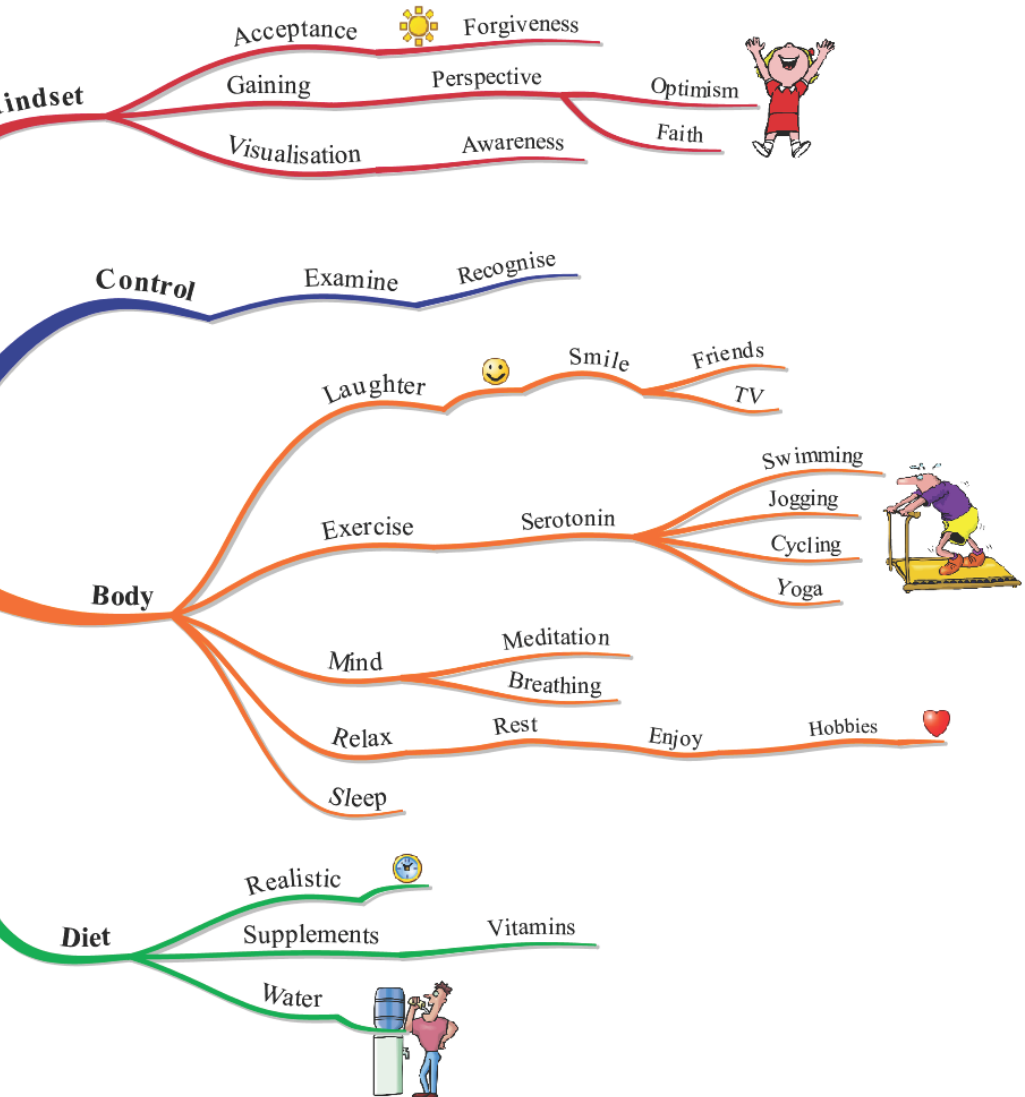 indset
Acceptance
Forgiveness
Gaining
Perspective
Optimism
Faith
Visualisation
Awareness
Control
Examine
Recognise
Body
Laughter
Smile
Friends
TV
Exercise
Serotonin
Swimming
Jogging
Cycling
Yoga
Mind
Meditation
Breathing
Relax
Rest
Enjoy
Hobbies
Sleep
Diet
Realistic
Supplements
Vitamins
Water